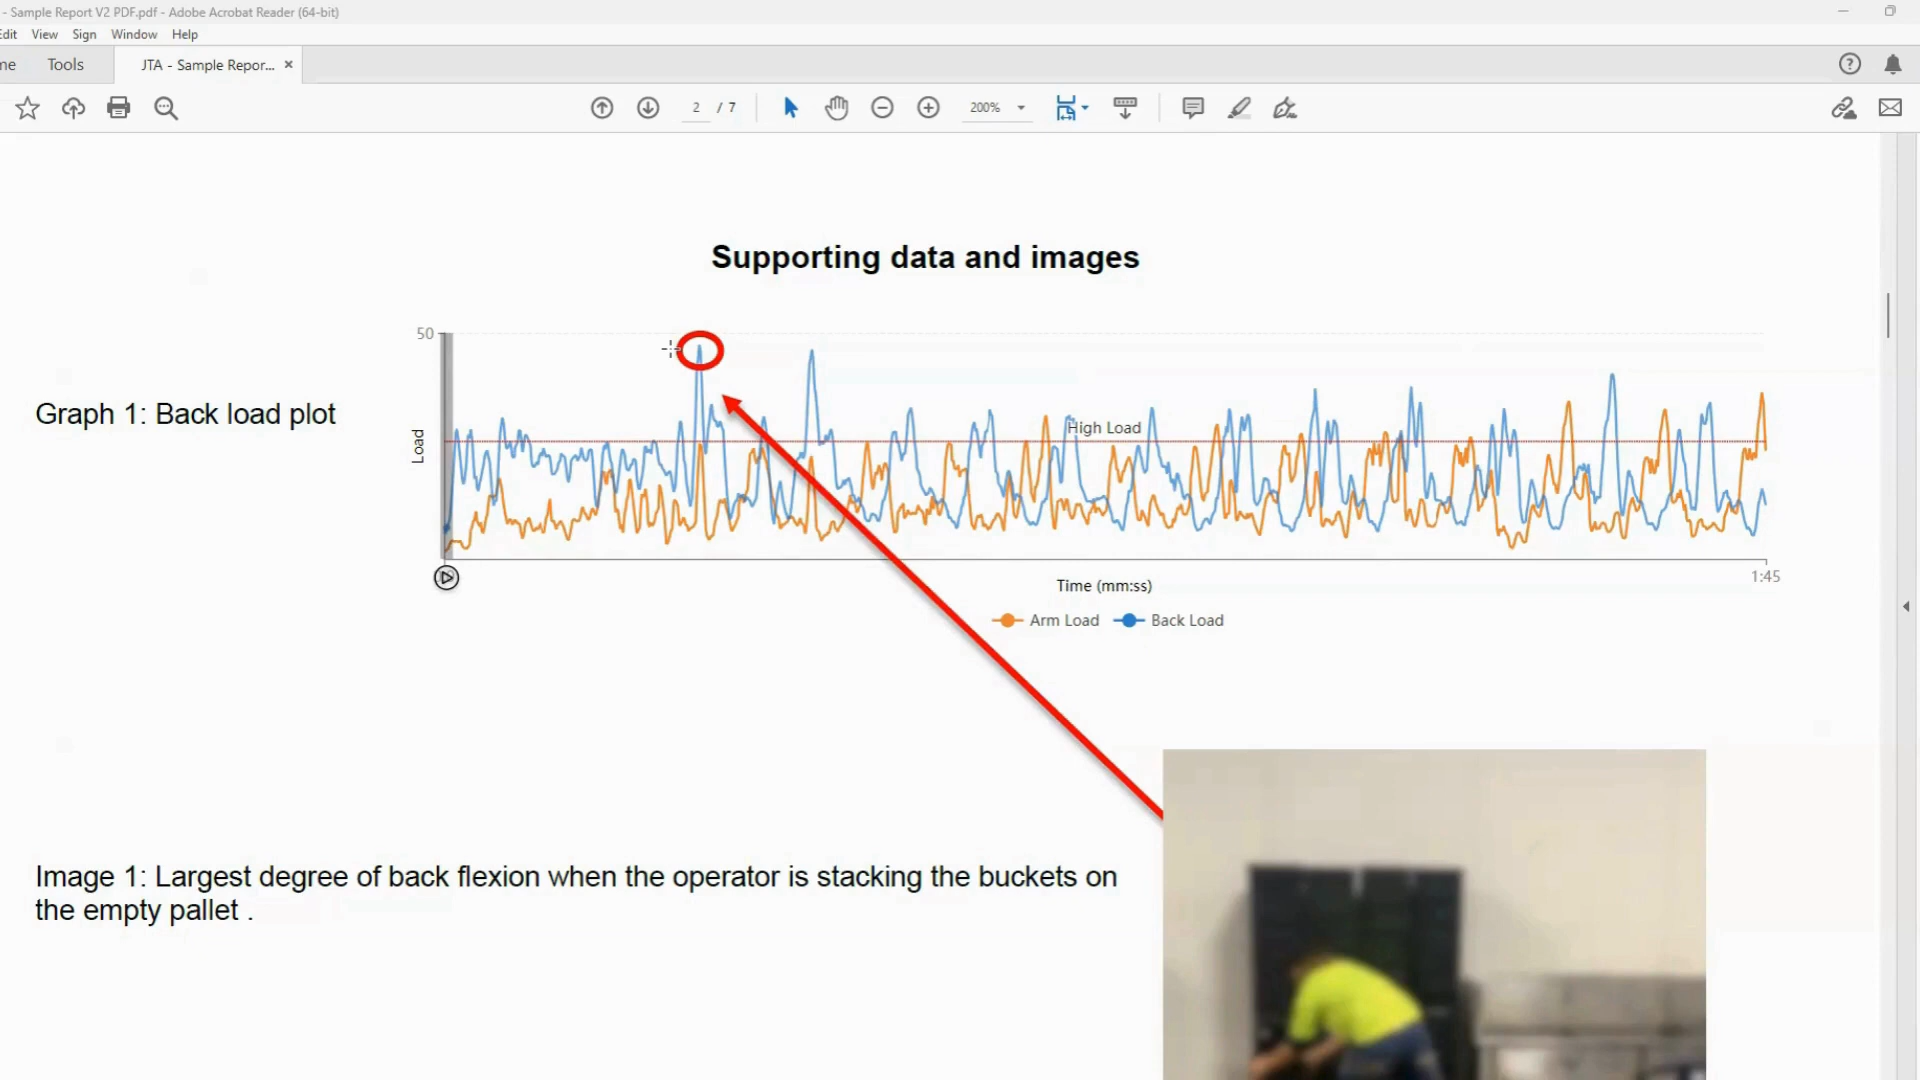 - Sample Report V2 PDF.pdf - Adobe Acrobat Reader (64-bit)
Edit View Sign Window Help
me Tools JTA - Sample Repor... ×
2 / 7 200%
Supporting data and images
50
Graph 1: Back load plot
Load
High Load
1:45
Time (mm:ss)
Arm Load Back Load
Image 1: Largest degree of back flexion when the operator is stacking the buckets on
the empty pallet .